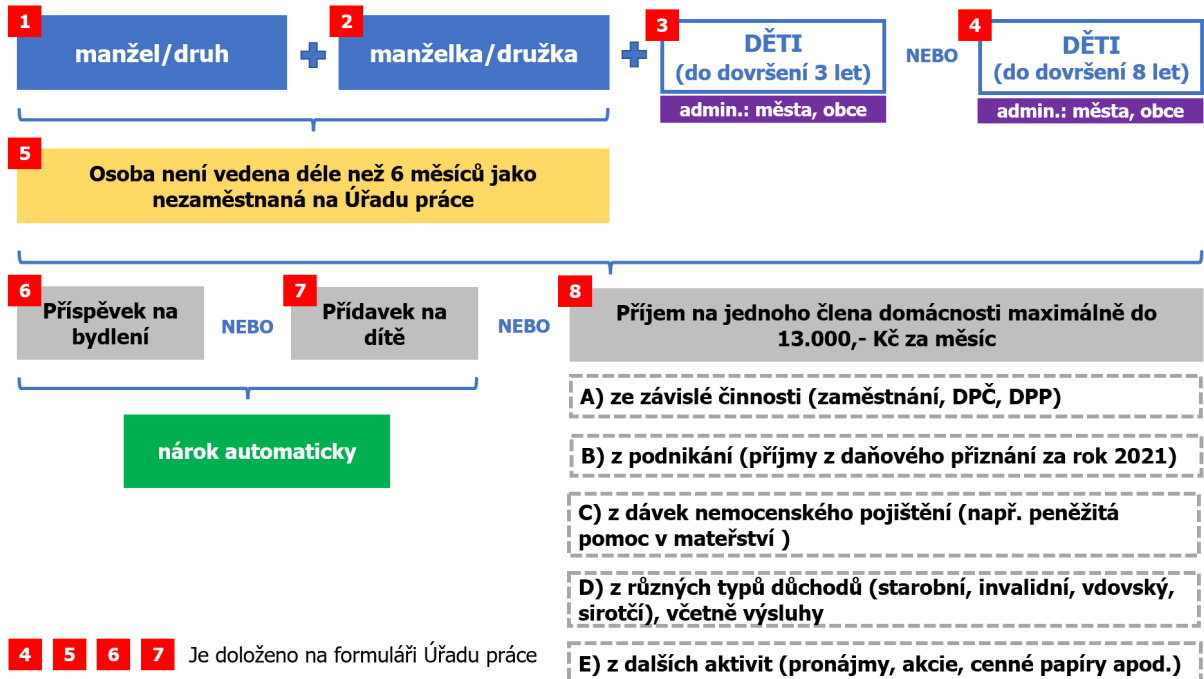 1
manžel/druh
2
manželka/družka
3
DĚTI
(do dovršení 3 let)
admin.: města, obce
NEBO
4
DĚTI
(do dovršení 8 let)
admin.: města, obce
5
Osoba není vedena déle než 6 měsíců jako
nezaměstnaná na Úřadu práce
6
Příspěvek na
bydlení
NEBO
7
Přídavek na
dítě
NEBO
8
Příjem na jednoho člena domácnosti maximálně do
13.000,- Kč za měsíc
nárok automaticky
A) ze závislé činnosti (zaměstnání, DPČ, DPP)
B) z podnikání (příjmy z daňového přiznání za rok 2021)
C) z dávek nemocenského pojištění (např. peněžitá
pomoc v mateřství )
D) z různých typů důchodů (starobní, invalidní, vdovský,
sirotčí), včetně výsluhy
E) z dalších aktivit (pronájmy, akcie, cenné papíry apod.)
4 5 6 7 Je doloženo na formuláři Úřadu práce